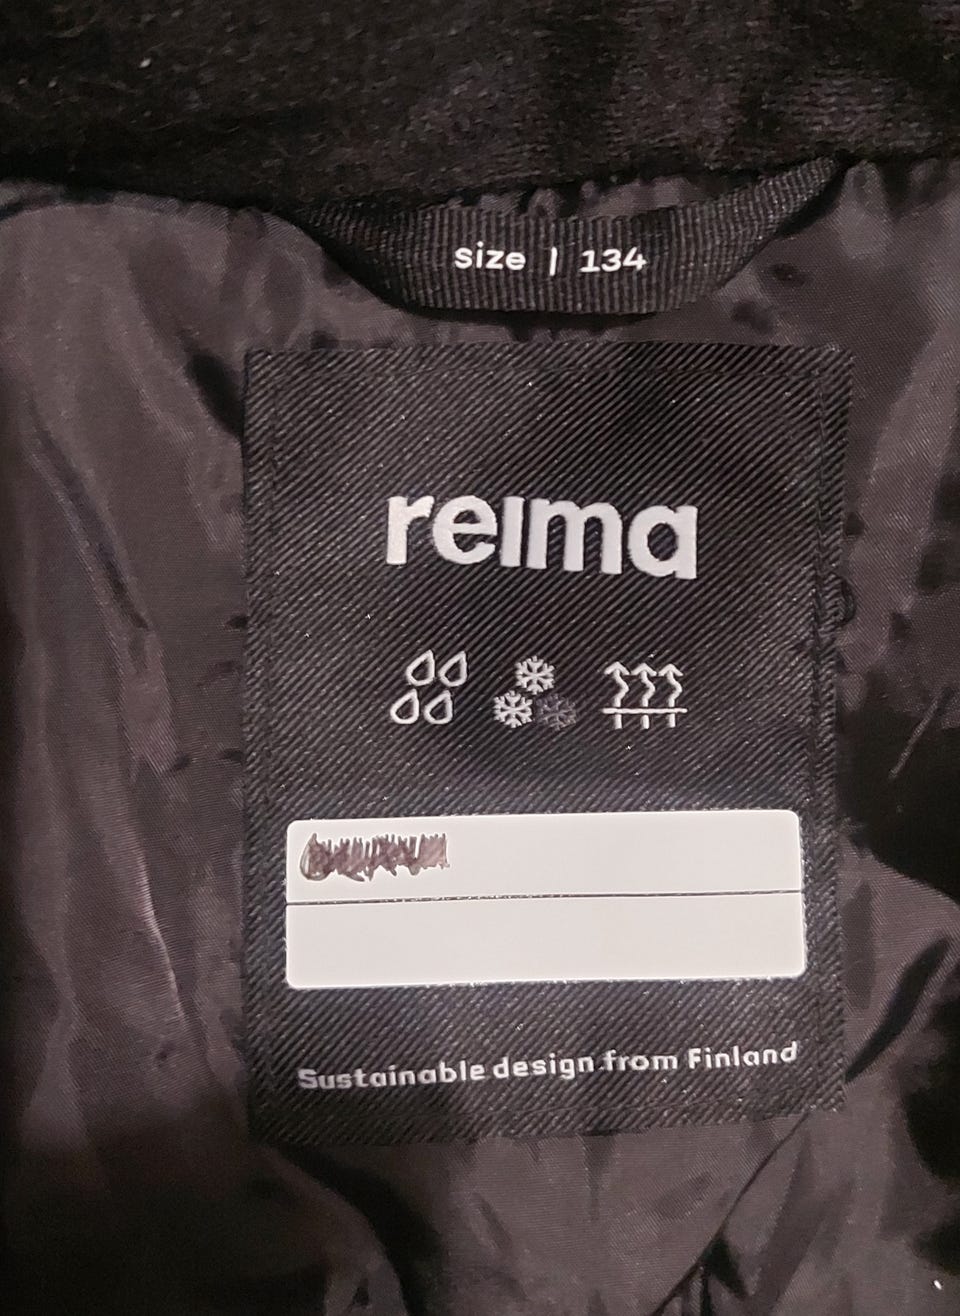 size | 134
reima
Sustainable design from Finland